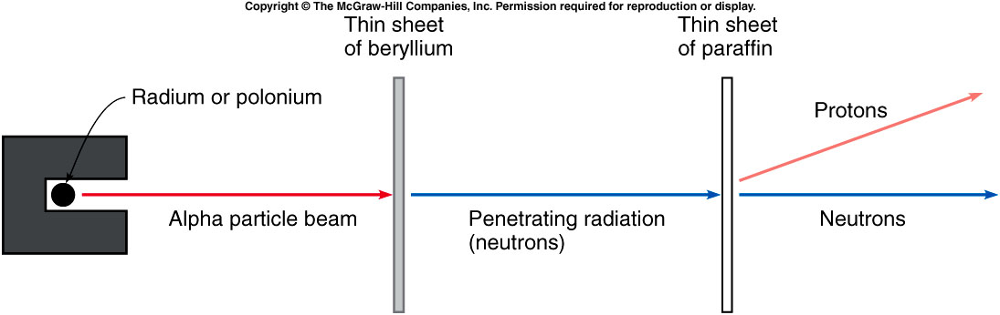 Copyright © The McGraw-Hill Companies, Inc. Permission required for reproduction or display.
Thin sheet
of beryllium
Thin sheet
of paraffin
Radium or polonium
Protons
Alpha particle beam
Penetrating radiation
(neutrons)
Neutrons